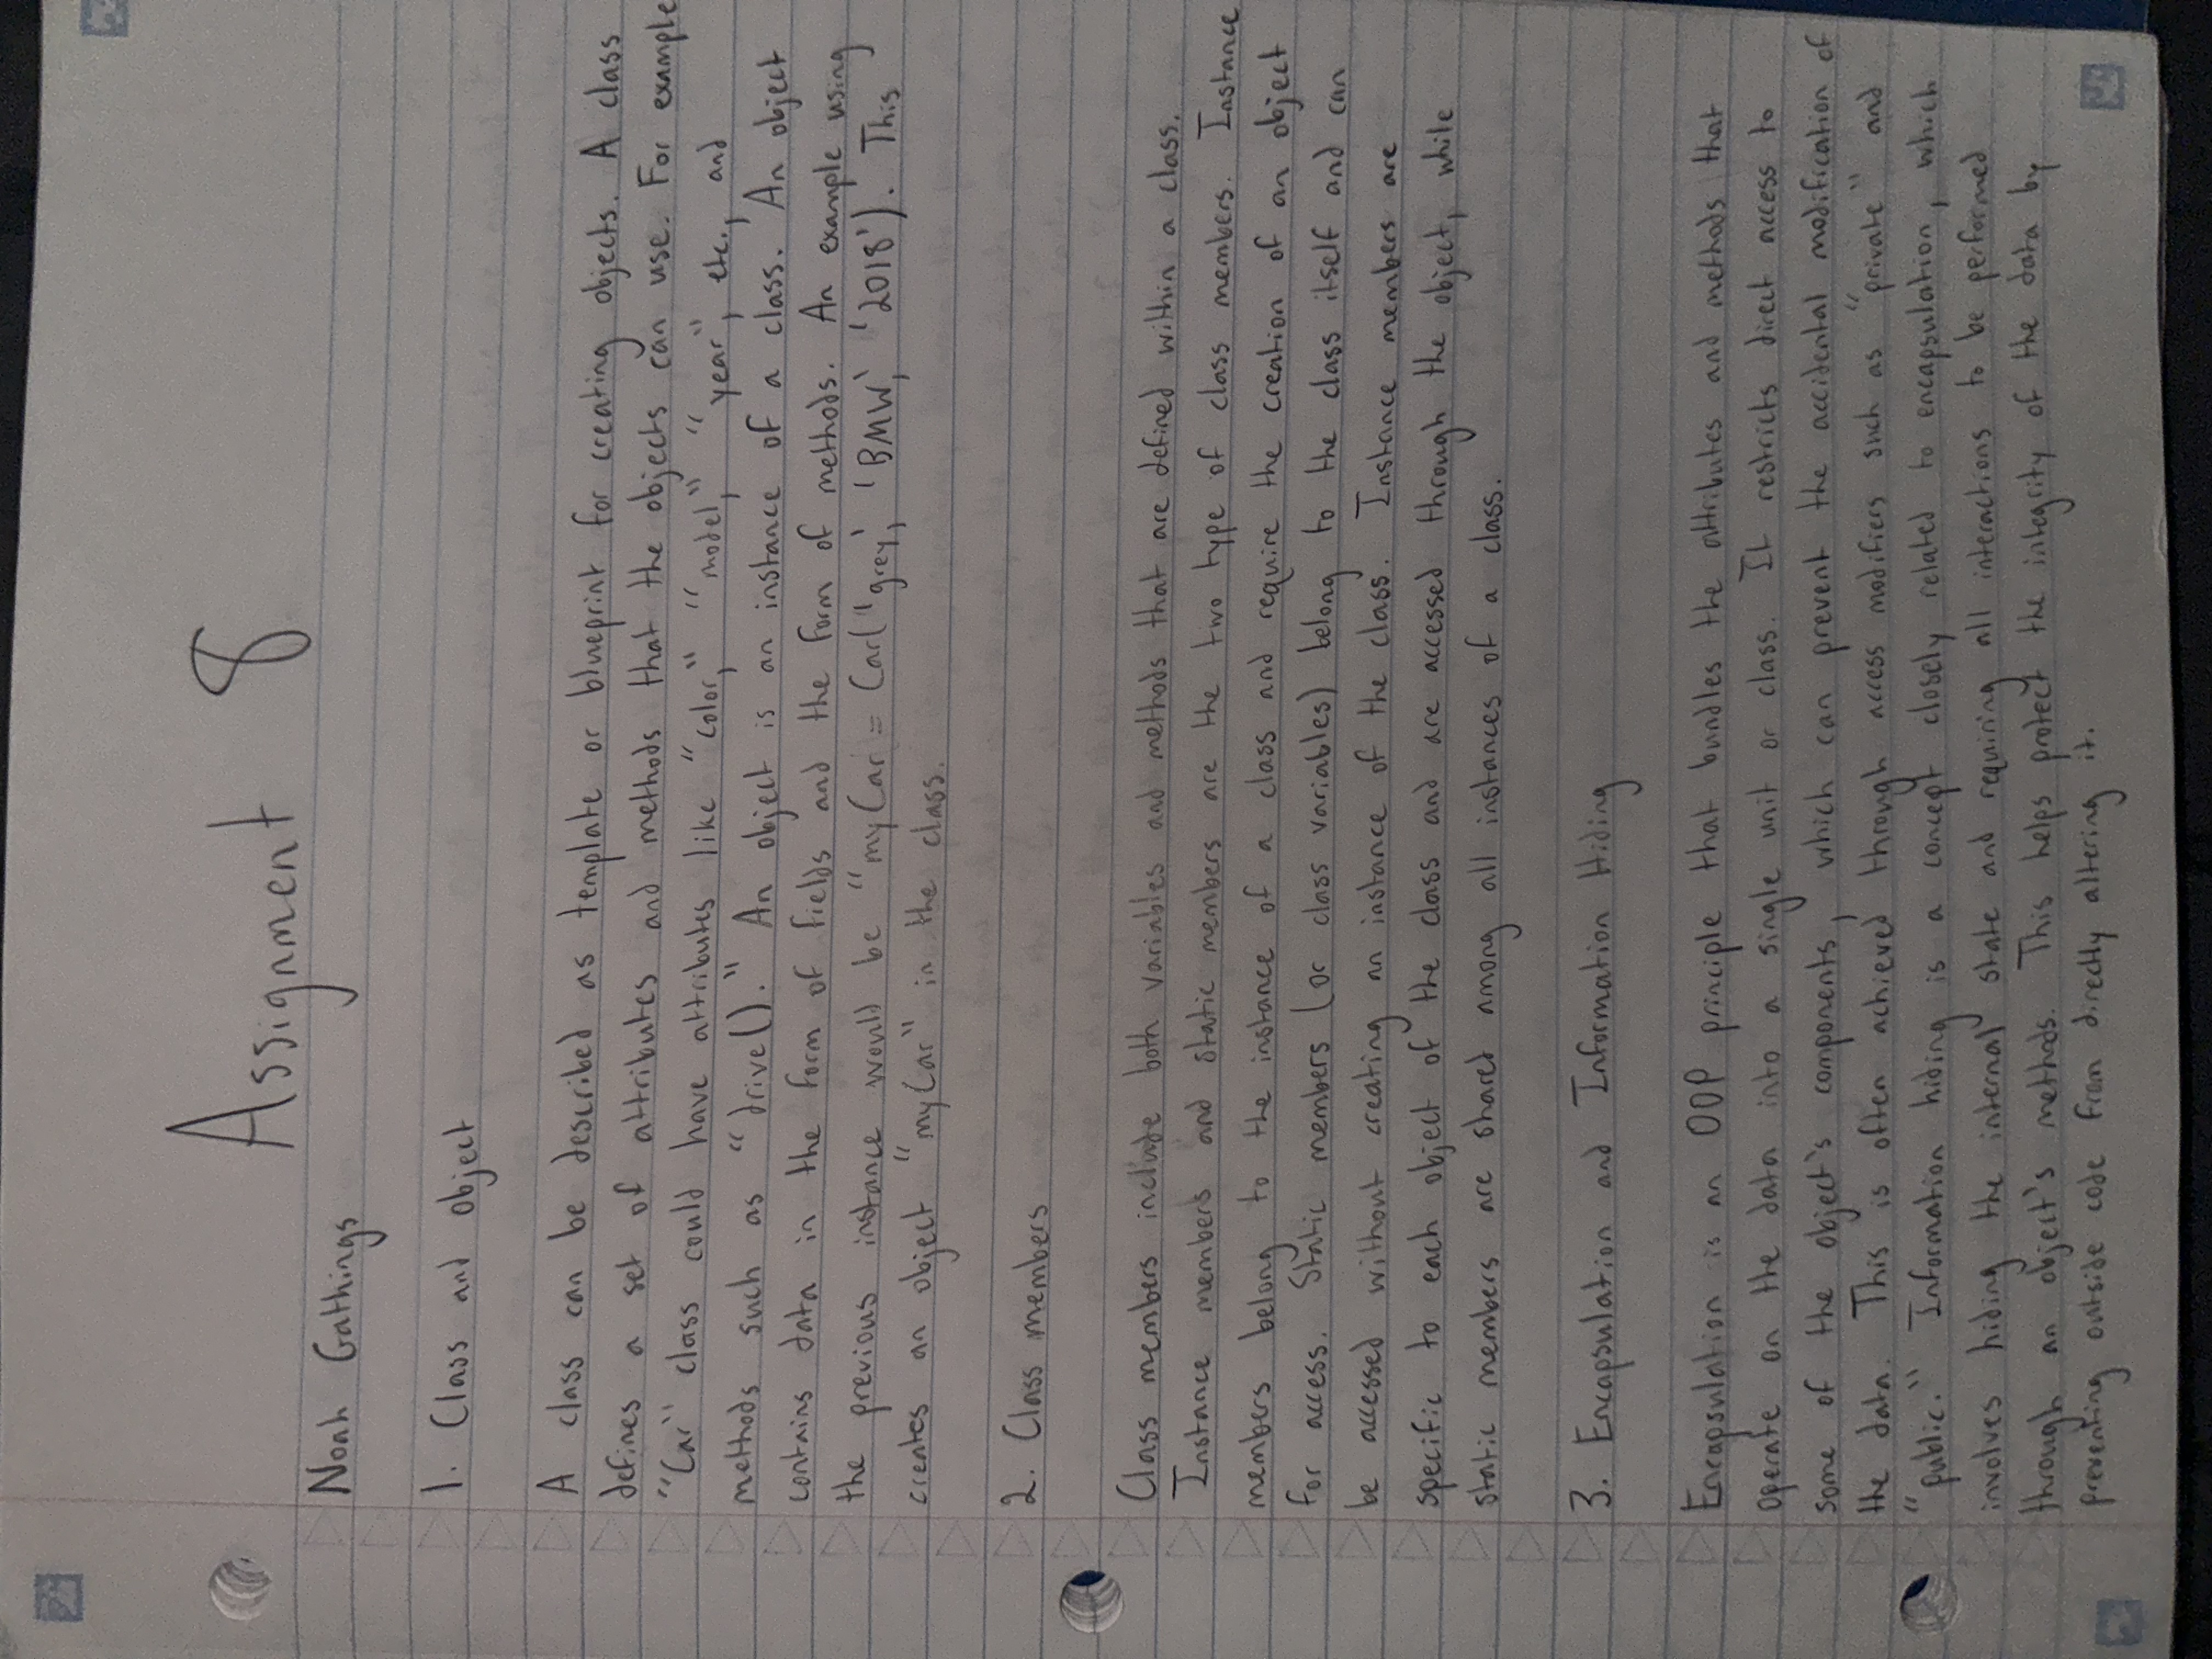 Assignment 8
Noah Gathings
1. Class and object
A class can be described as template or blueprint for creating objects. A class
defines a set of attributes and methods that the objects can use. For example
"Car" class could have attributes like "color," "model," "year", etc., and
methods such as "drive()." An object is an instance of a class. An object
contains data in the form of fields and the form of methods. An example using
the previous instance would be "myCar = Car('grey', 'BMW', '2018'). This
creates an object "myCar" in the class.
2. Class members
Class members include both variables and methods that are defined within a class.
Instance members and static members are the two type of class members. Instance
members belong to the instance of a class and require the creation of an object
for access. Static members (or class variables) belong to the class itself and can
be accessed without creating an instance of the class. Instance members are
specific to each object of the class and are accessed through the object, while
static members are shared among all instances of a class.
3. Encapsulation and Information Hiding
Encapsulation is an OOP principle that bundles the attributes and methods that
operate on the data into a single unit or class. It restricts direct access to
some of the object's components, which can prevent the accidental modification of
the data. This is often achieved through access modifiers such as "private" and
"public." Information hiding is a concept closely related to encapsulation, which
involves hiding the internal state and requiring all interactions to be performed
through an object's methods. This helps protect the integrity of the data by
preventing outside code from directly altering it.